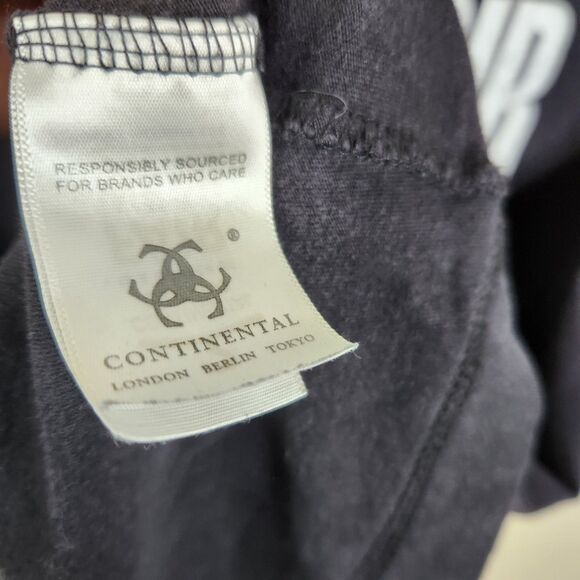 RESPONSIBLY SOURCED
FOR BRANDS WHO CARE
®
CONTINENTAL
LONDON BERLIN TOKYO